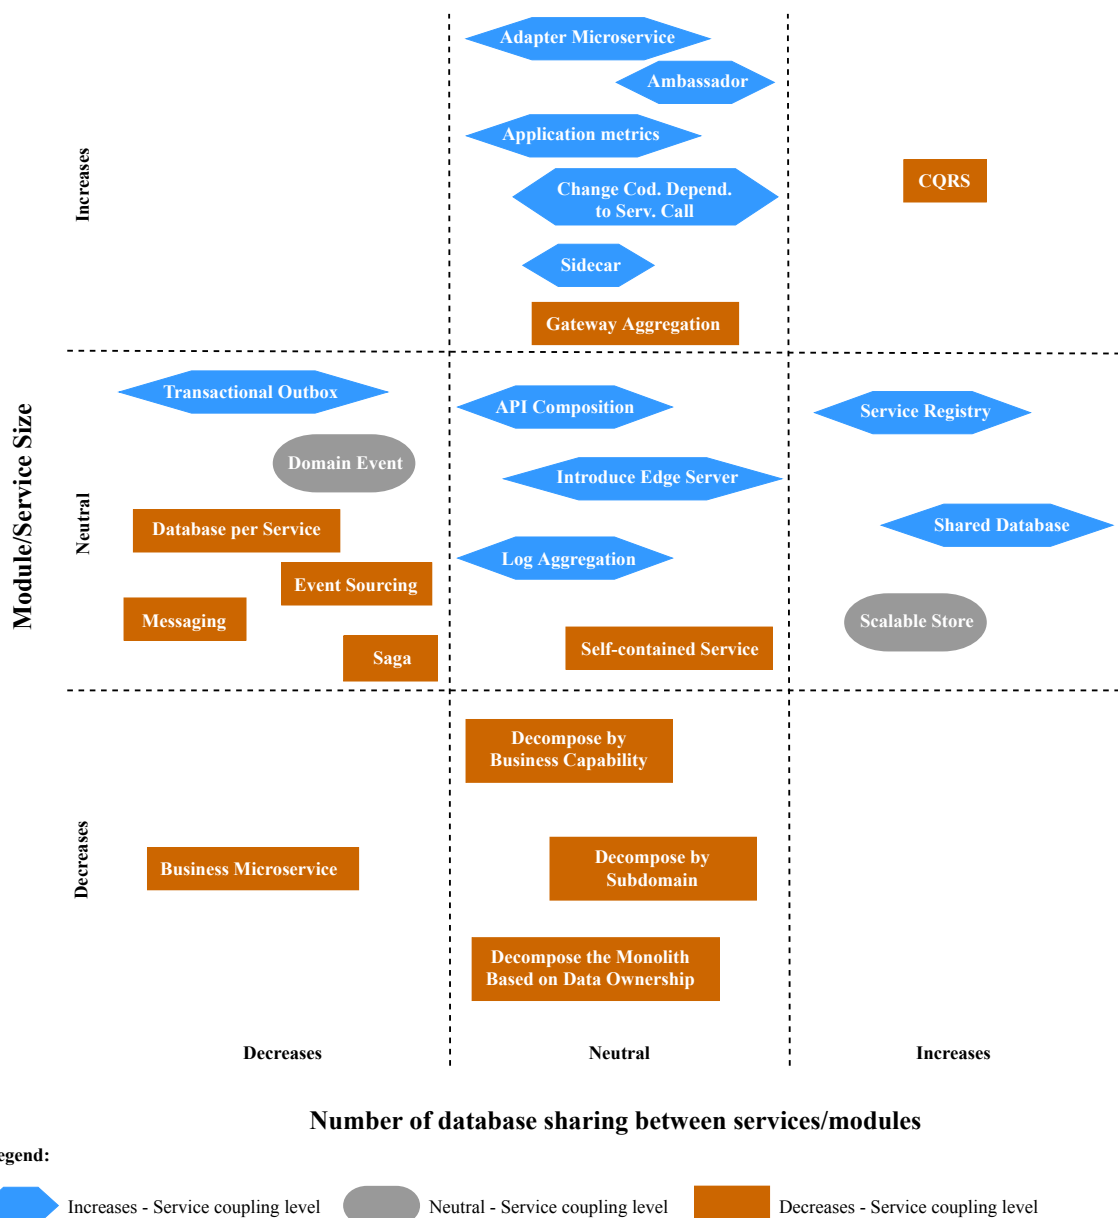 Adapter Microservice
Ambassador
Application metrics
Change Cod. Depend.
to Serv. Call
CQRS
Sidecar
Gateway Aggregation
Increases
Transactional Outbox
API Composition
Service Registry
Domain Event
Introduce Edge Server
Database per Service
Shared Database
Log Aggregation
Event Sourcing
Messaging
Scalable Store
Saga
Self-contained Service
Neutral
Module/Service Size
Decompose by
Business Capability
Business Microservice
Decompose by
Subdomain
Decompose the Monolith
Based on Data Ownership
Decreases
Decreases
Neutral
Increases
Number of database sharing between services/modules
egend:
Increases - Service coupling level
Neutral - Service coupling level
Decreases - Service coupling level